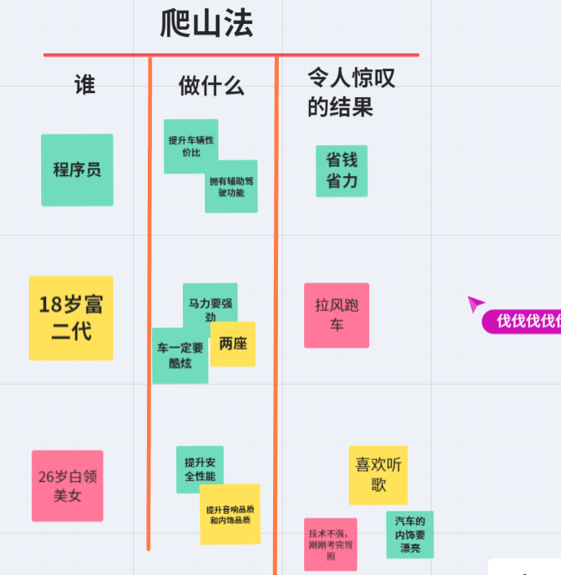 爬山法
谁
做什么
令人惊叹
的结果
程序员
提升车辆性
价比
拥有辅助驾
驶功能
省钱
省力
18岁富
二代
马力要强
劲
车一定要
酷炫
两座
拉风跑
车
伐伐伐伐
26岁白领
美女
提升安
全性能
提升音响品质
和内饰品质
喜欢听
歌
技术不强，
刚刚考完驾
照
汽车的
内饰要
漂亮